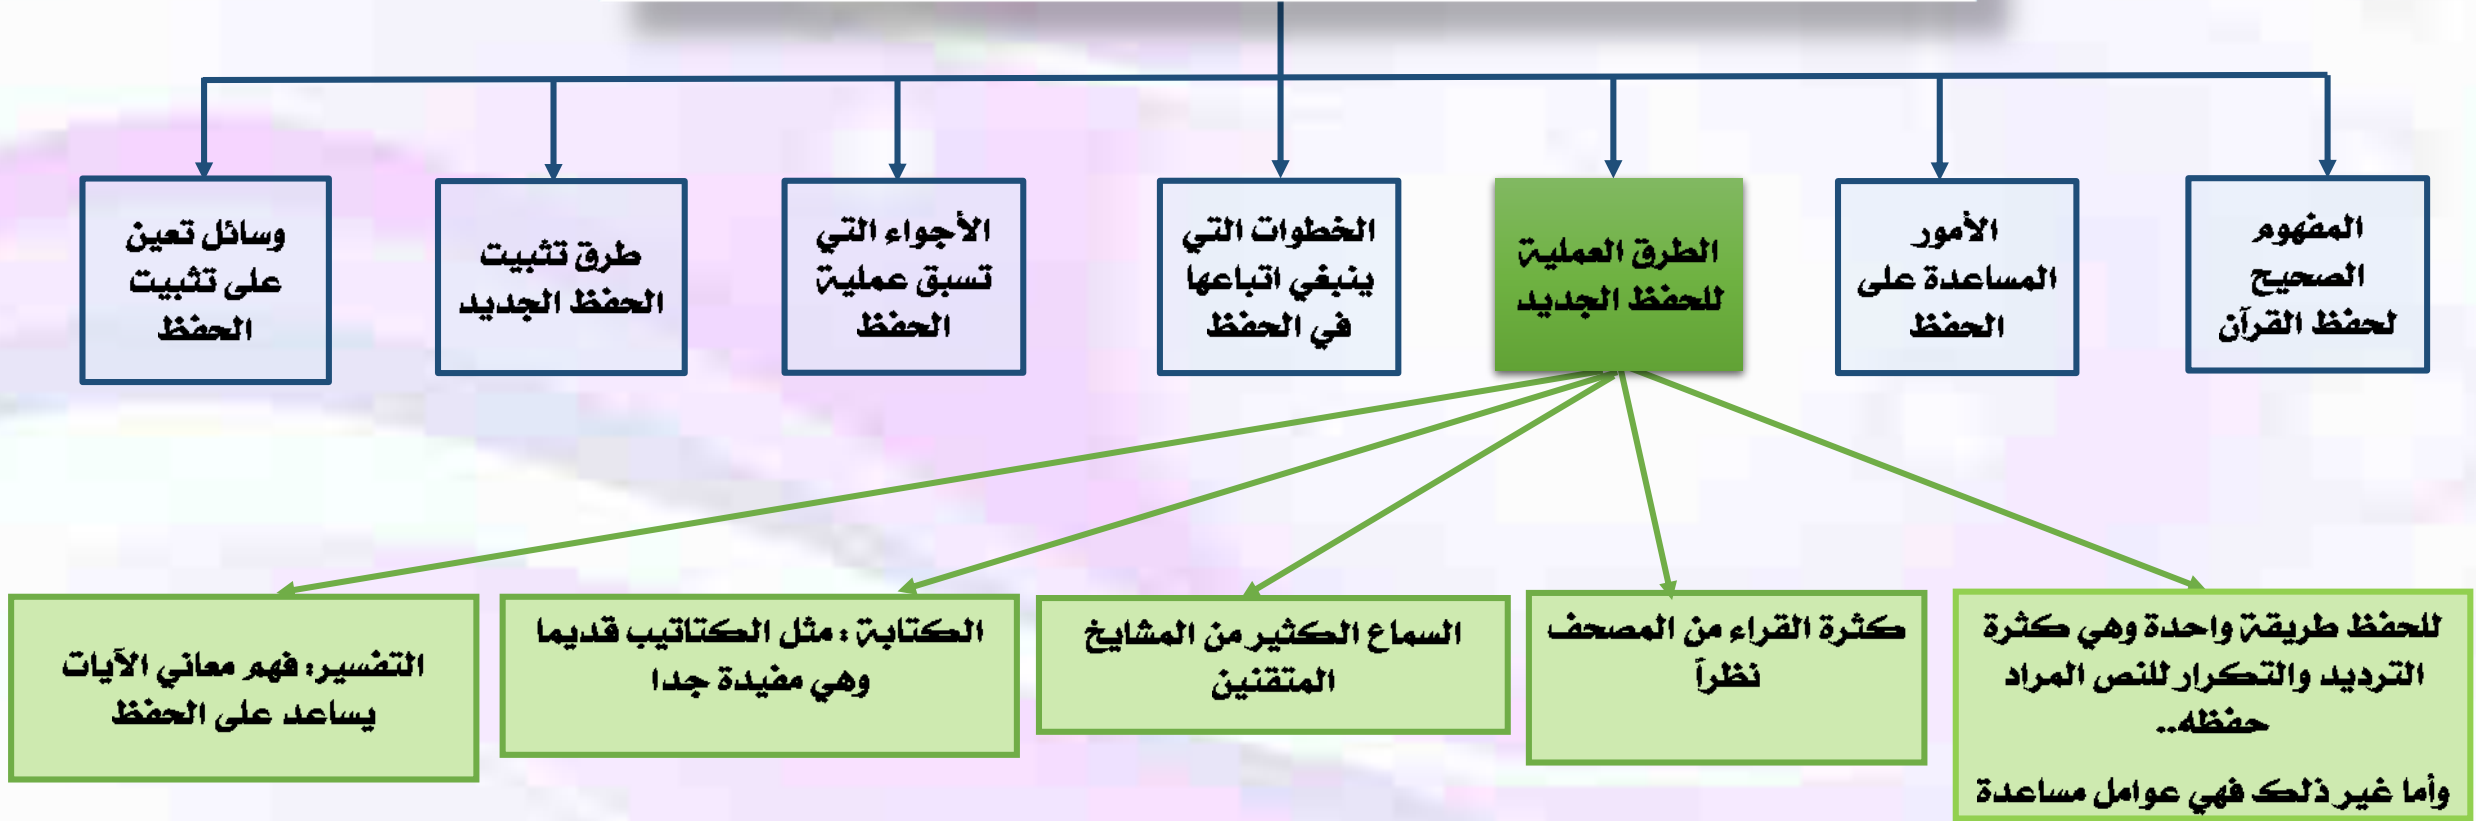 المفهوم
الصحيح
لحفظ القرآن
الأمور
المساعدة على
الحفظ
الطرق العملية
للحفظ الجديد
الخطوات التي
ينبغي اتباعها
في الحفظ
الأجواء التي
تسبق عملية
الحفظ
طرق تثبيت
الحفظ الجديد
وسائل تعين
على تثبيت
الحفظ
للحفظ طريقة واحدة وهي كثرة
الترديد والتكرار للنص المراد
حفظه..
وأما غير ذلك فهي عوامل مساعدة
كثرة القراء من المصحف
نظراً
السماع الكثير من المشايخ
المتقنين
الكتابة : مثل الكتاتيب قديما
وهي مفيدة جدا
التفسير: فهم معاني الآيات
يساعد على الحفظ